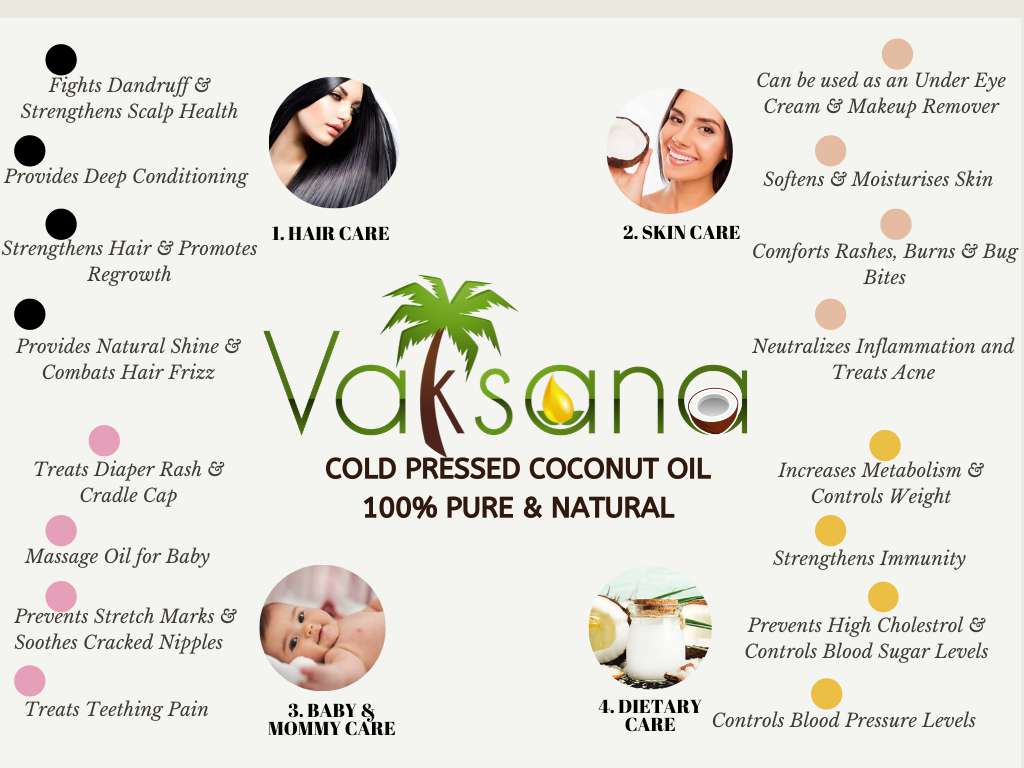 Fights Dandruff &
Strengthens Scalp Health
Provides Deep Conditioning
Strengthens Hair & Promotes
Regrowth
Provides Natural Shine &
Combats Hair Frizz
1. HAIR CARE
Can be used as an Under Eye
Cream & Makeup Remover
Softens & Moisturises Skin
Comforts Rashes, Burns & Bug
Bites
Neutralizes Inflammation and
Treats Acne
2. SKIN CARE
Vaksana
COLD PRESSED COCONUT OIL
100% PURE & NATURAL
Treats Diaper Rash &
Cradle Cap
Massage Oil for Baby
Prevents Stretch Marks &
Soothes Cracked Nipples
Treats Teething Pain
3. BABY &
MOMMY CARE
Increases Metabolism &
Controls Weight
Strengthens Immunity
Prevents High Cholestrol &
Controls Blood Sugar Levels
Controls Blood Pressure Levels
4. DIETARY
CARE